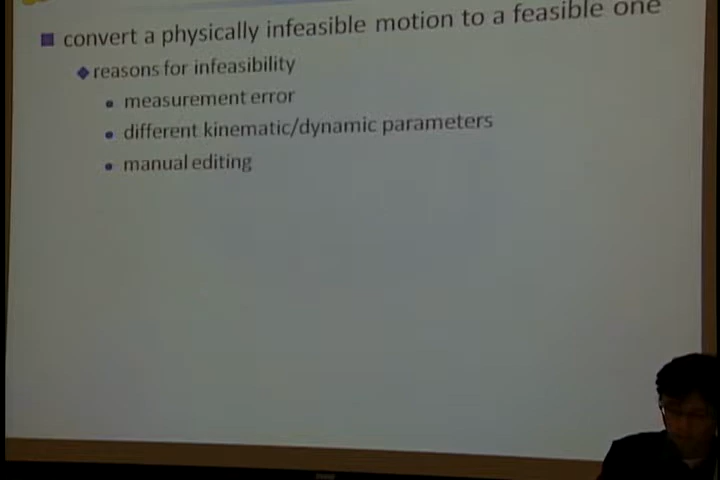 convert a physically infeasible motion to a feasible one
reasons for infeasibility
measurement error
different kinematic/dynamic parameters
manual editing